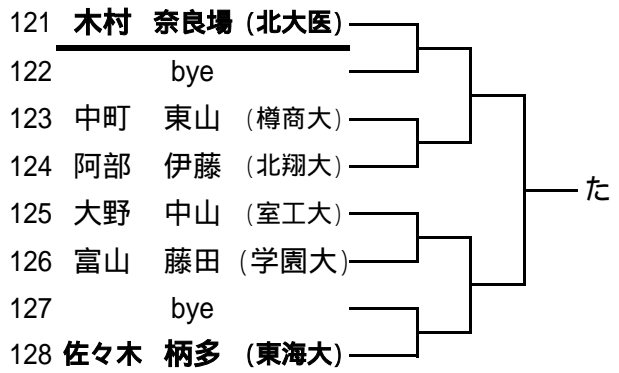 121 木村 奈良場 (北大医)
122 bye
123 中町 東山 (樽商大)
124 阿部 伊藤 (北翔大)
125 大野 中山 (室工大)
126 富山 藤田 (学園大)
127 bye
128 佐々木 柄多 (東海大)
た